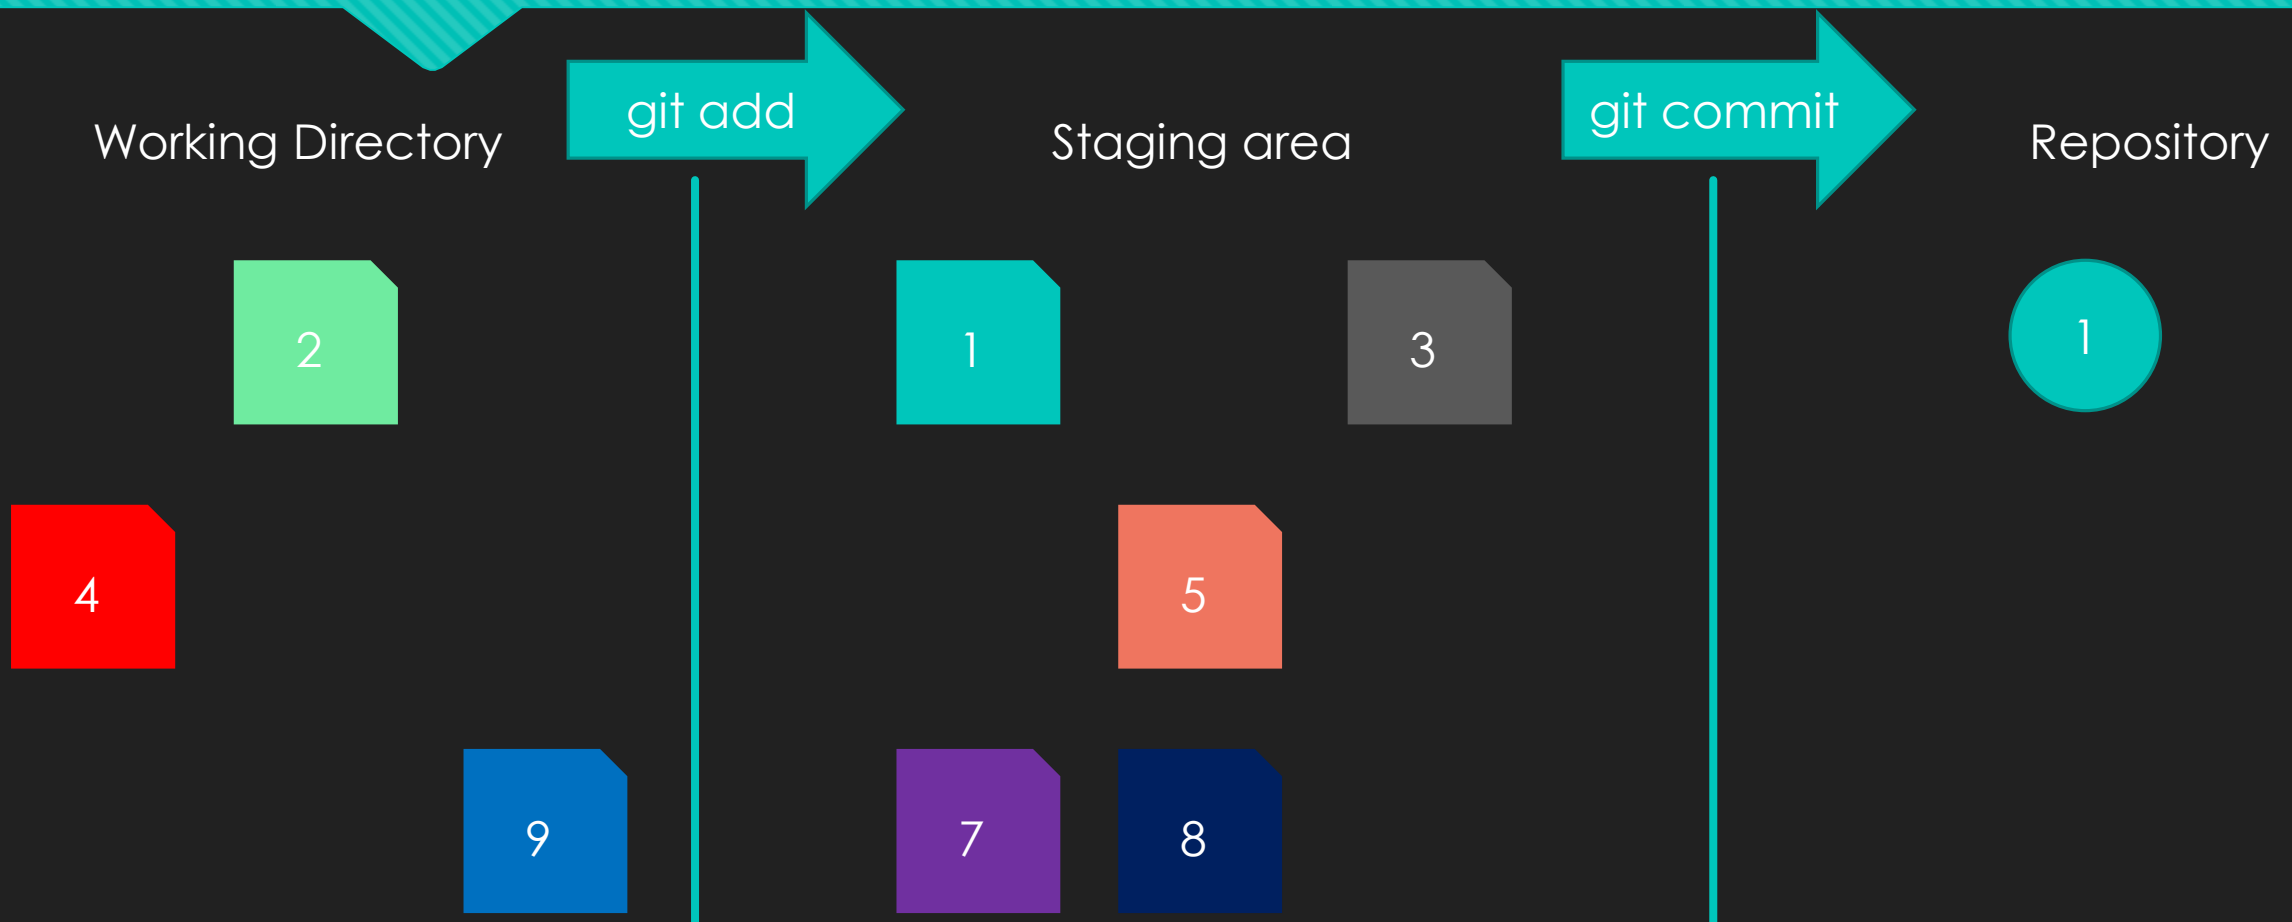 Working Directory
git add
Staging area
git commit
Repository
2
1
3
1
4
5
9
7
8